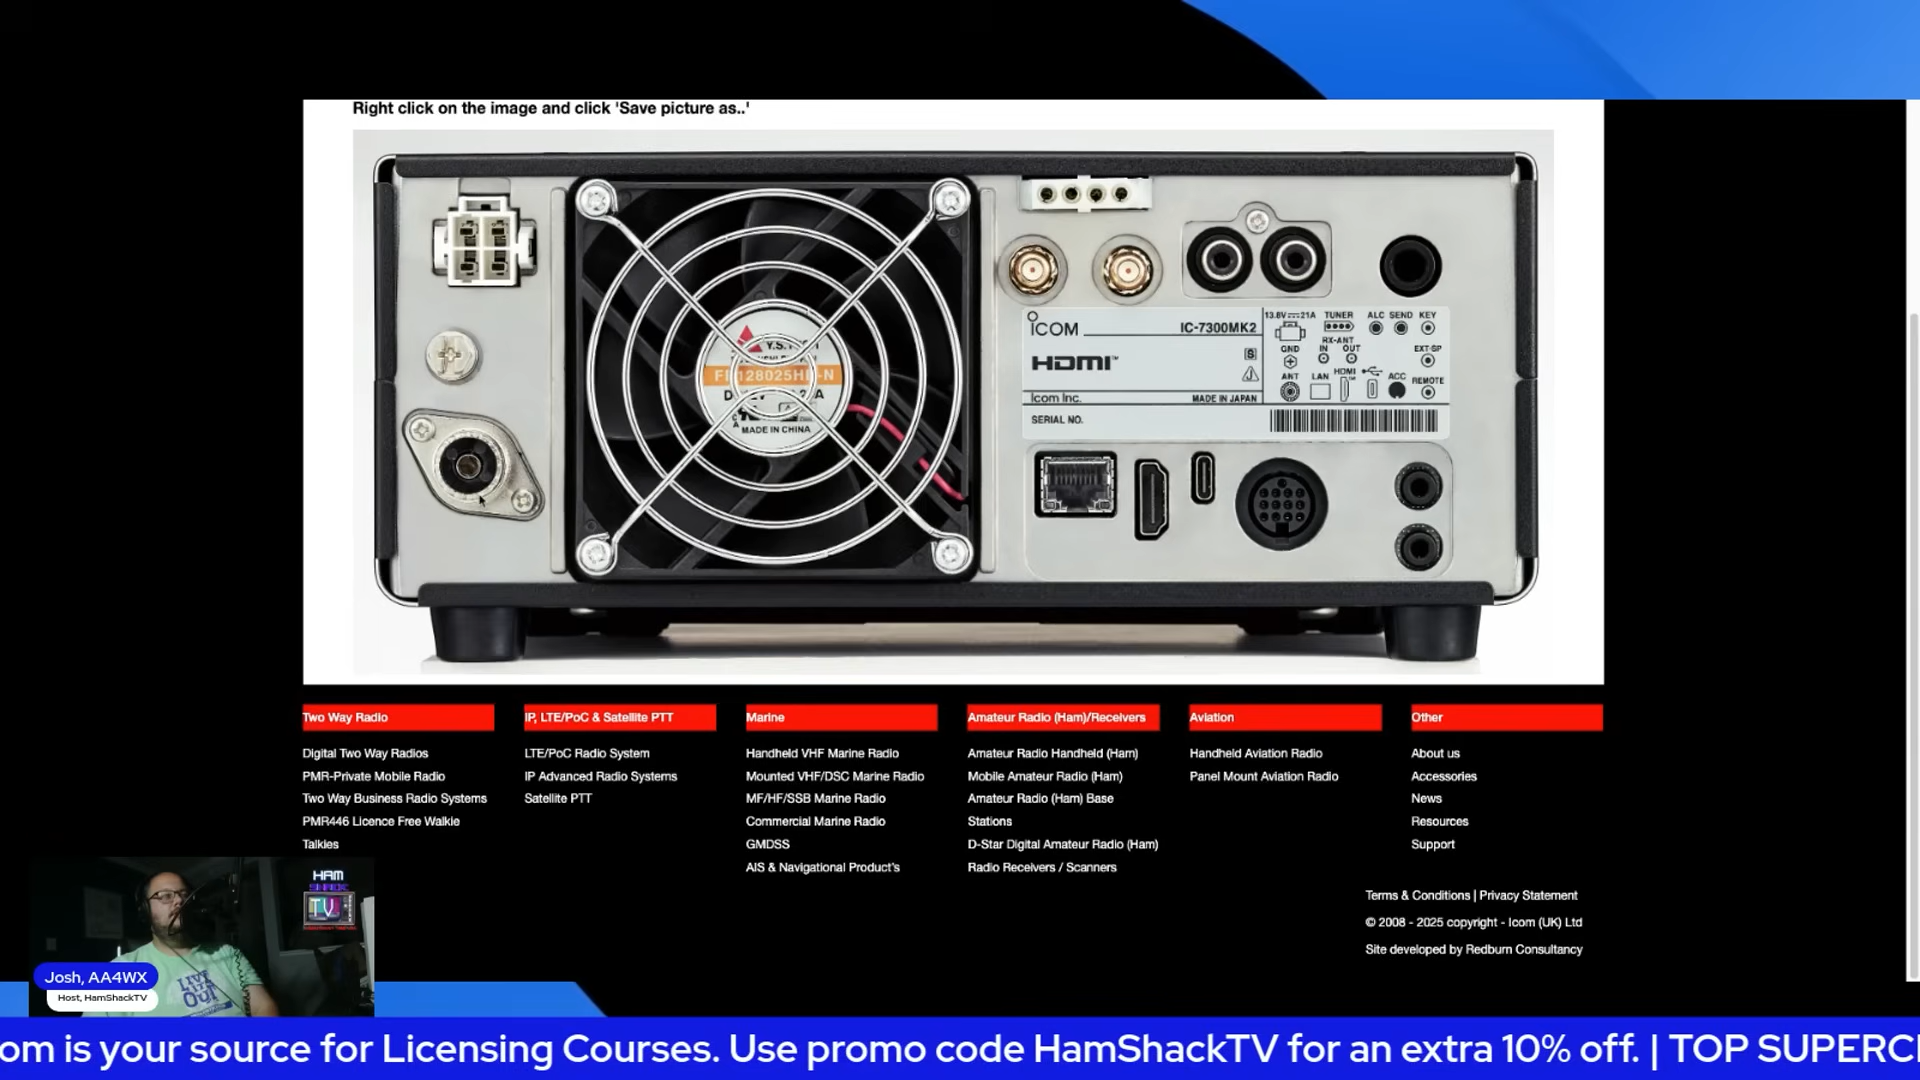 Right click on the image and click 'Save picture as..'
ICOM
IC-7300MK2
HDMI™
S
J
Icom Inc.
MADE IN JAPAN
SERIAL NO.
13.8V 21A
TUNER
ALC SEND KEY
RX-ANT
IN OUT
GND
EXT-SP
ANT LAN HDMI ACC REMOTE
MADE IN CHINA
Two Way Radio
Digital Two Way Radios
PMR-Private Mobile Radio
Two Way Business Radio Systems
PMR446 Licence Free Walkie
Talkies
IP, LTE/PoC & Satellite PTT
LTE/PoC Radio System
IP Advanced Radio Systems
Satellite PTT
Marine
Handheld VHF Marine Radio
Mounted VHF/DSC Marine Radio
MF/HF/SSB Marine Radio
Commercial Marine Radio
GMDSS
AIS & Navigational Product's
Amateur Radio (Ham)/Receivers
Amateur Radio Handheld (Ham)
Mobile Amateur Radio (Ham)
Amateur Radio (Ham) Base
Stations
D-Star Digital Amateur Radio (Ham)
Radio Receivers / Scanners
Aviation
Handheld Aviation Radio
Panel Mount Aviation Radio
Other
About us
Accessories
News
Resources
Support
Terms & Conditions | Privacy Statement
© 2008 - 2025 copyright - Icom (UK) Ltd
Site developed by Redburn Consultancy
HAM
SHACK
TV
LIVE
LIFE
OUT
Josh, AA4WX
Host, HamShackTV
om is your source for Licensing Courses. Use promo code HamShackTV for an extra 10% off. | TOP SUPERC